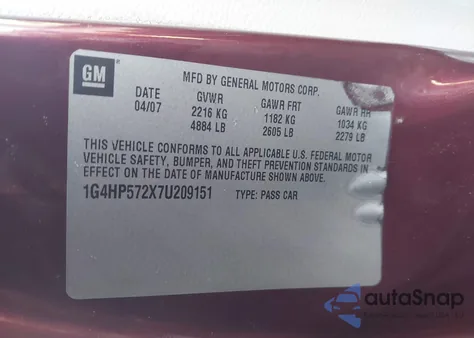 GM
MFD BY GENERAL MOTORS CORP.
DATE GVWR GAWR FRT GAWR RR
04/07 2216 KG 1182 KG 1034 KG
4884 LB 2605 LB 2279 LB
THIS VEHICLE CONFORMS TO ALL APPLICABLE U.S. FEDERAL MOTOR
VEHICLE SAFETY, BUMPER, AND THEFT PREVENTION STANDARDS IN
EFFECT ON THE DATE OF MANUFACTURE SHOWN ABOVE.
1G4HP572X7U209151 TYPE: PASS CAR
autoSnap